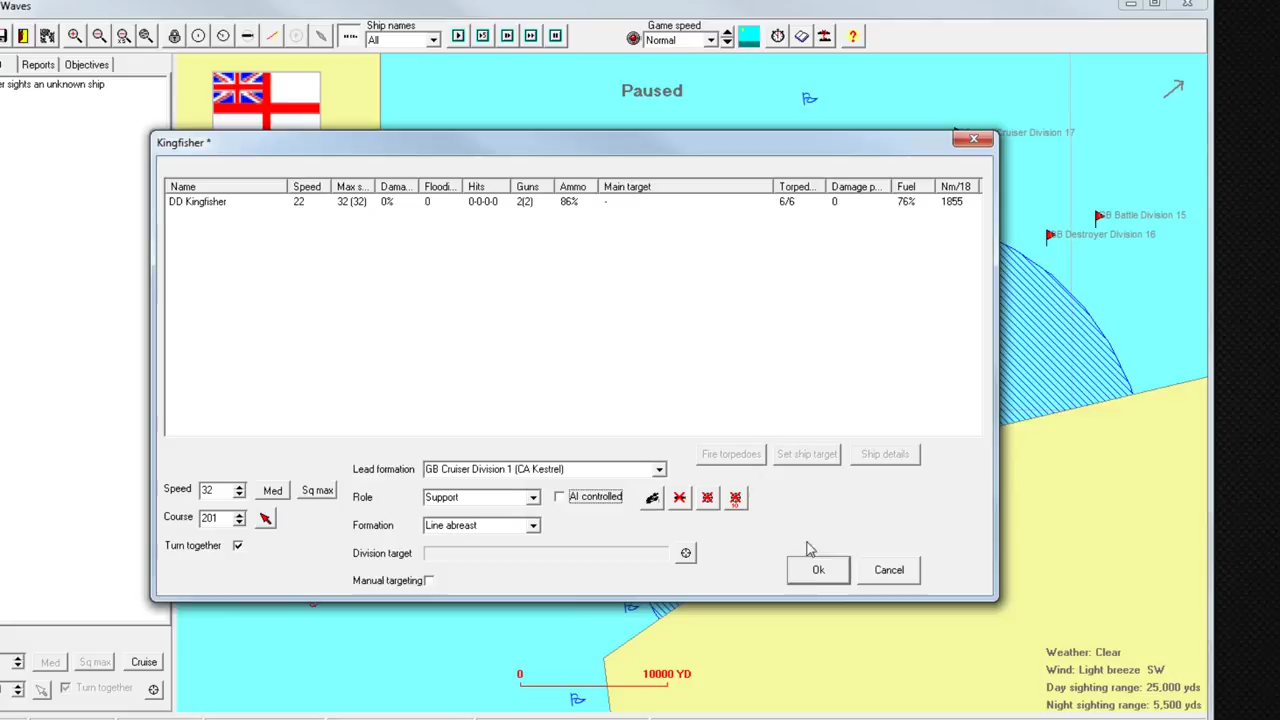 Waves
Ship names
All
Game speed
Normal
?
Reports
Objectives
er sights an unknown ship
Paused
Cruiser Division 17
GB Battle Division 15
GB Destroyer Division 16
Kingfisher *
Name Speed Max s... Dama... Floodi... Hits Guns Ammo Main target Torped... Damage p... Fuel Nm/18
DD Kingfisher 22 32 (32) 0% 0 0-0-0-0 2(2) 86% - 6/6 0 76% 1855
Fire torpedoes Set ship target Ship details
Lead formation GB Cruiser Division 1 (CA Kestrel)
Speed 32 Med Sq max
Role Support AI controlled
10
Course 201
Formation Line abreast
Turn together
Division target
Manual targeting
Ok Cancel
Med Sq max Cruise
Turn together
0 10000 YD
Weather: Clear
Wind: Light breeze SW
Day sighting range: 25,000 yds
Night sighting range: 5,500 yds